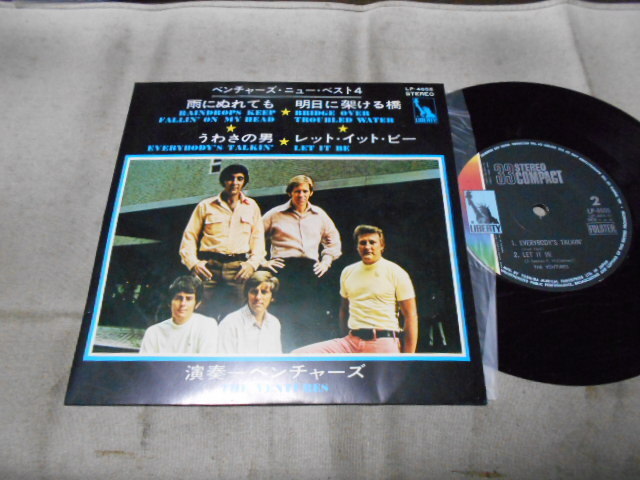 ベンチャーズ・ニュー・ベスト4
LP-4058
STEREO
雨にぬれても ★ 明日に架ける橋
RAINDROPS KEEP BRIDGE OVER
FALLIN' ON MY HEAD TROUBLED WATER
★ ★
うわさの男 ★ レット・イット・ビー
EVERYBODY'S TALKIN' LET IT BE
LIBERTY
演奏—ベンチャーズ
THE VENTURES
LIBERTY
33 STEREO
COMPACT
2
1. EVERYBODY'S TALKIN'
2. LET IT BE
THE VENTURES